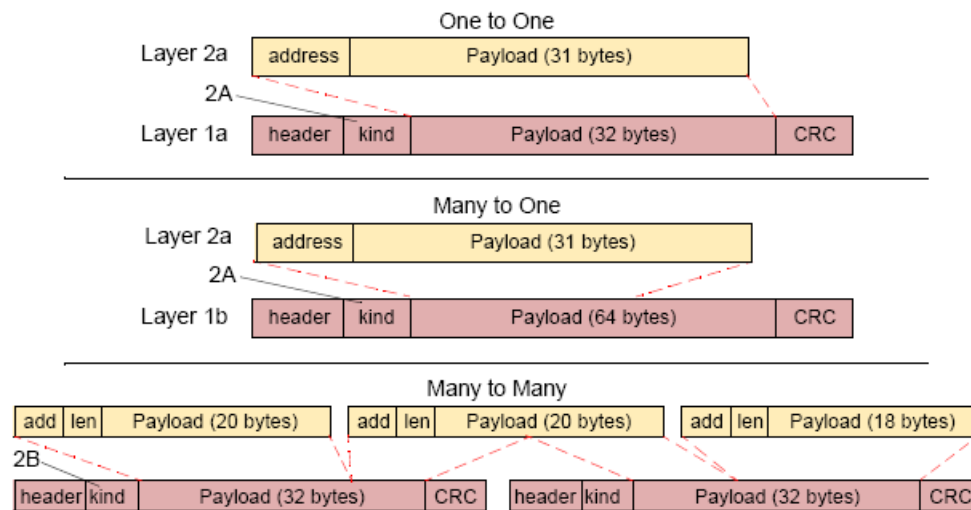 One to One
Layer 2a address Payload (31 bytes)
2A
Layer 1a header kind Payload (32 bytes) CRC
Many to One
Layer 2a address Payload (31 bytes)
2A
Layer 1b header kind Payload (64 bytes) CRC
Many to Many
add len Payload (20 bytes) add len Payload (20 bytes) add len Payload (18 bytes)
2B
header kind Payload (32 bytes) CRC header kind Payload (32 bytes) CRC